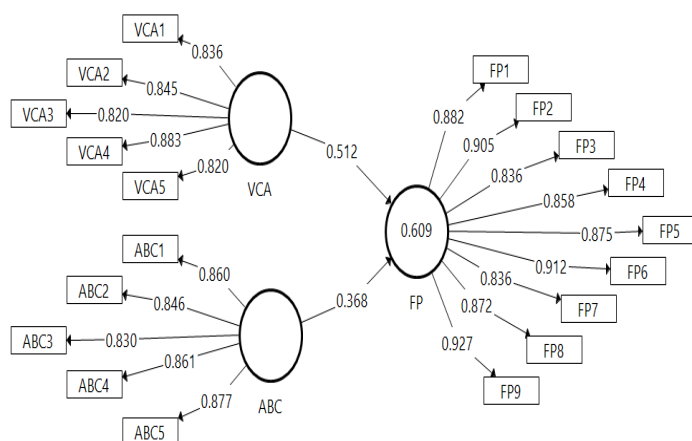 VCA1
0.836
VCA2
0.845
VCA3
0.820
0.883
VCA4
0.820
VCA5
VCA
0.512
ABC1
0.860
ABC2
0.846
ABC3
0.830
0.861
ABC4
0.877
ABC5
ABC
0.368
0.609
FP
FP1
0.882
FP2
0.905
FP3
0.836
FP4
0.858
FP5
0.875
FP6
0.912
FP7
0.836
FP8
0.872
FP9
0.927